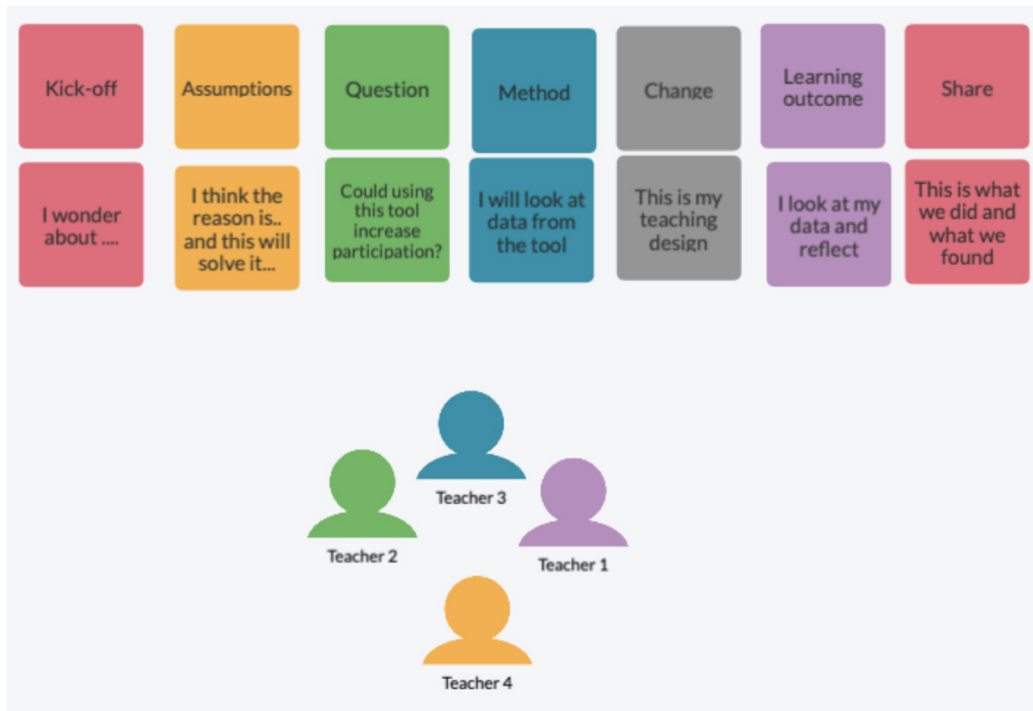 Kick-off
Assumptions
Question
Method
Change
Learning
outcome
Share
I wonder
about ....
I think the
reason is..
and this will
solve it...
Could using
this tool
increase
participation?
I will look at
data from
the tool
This is my
teaching
design
I look at my
data and
reflect
This is what
we did and
what we
found
Teacher 3
Teacher 2
Teacher 1
Teacher 4